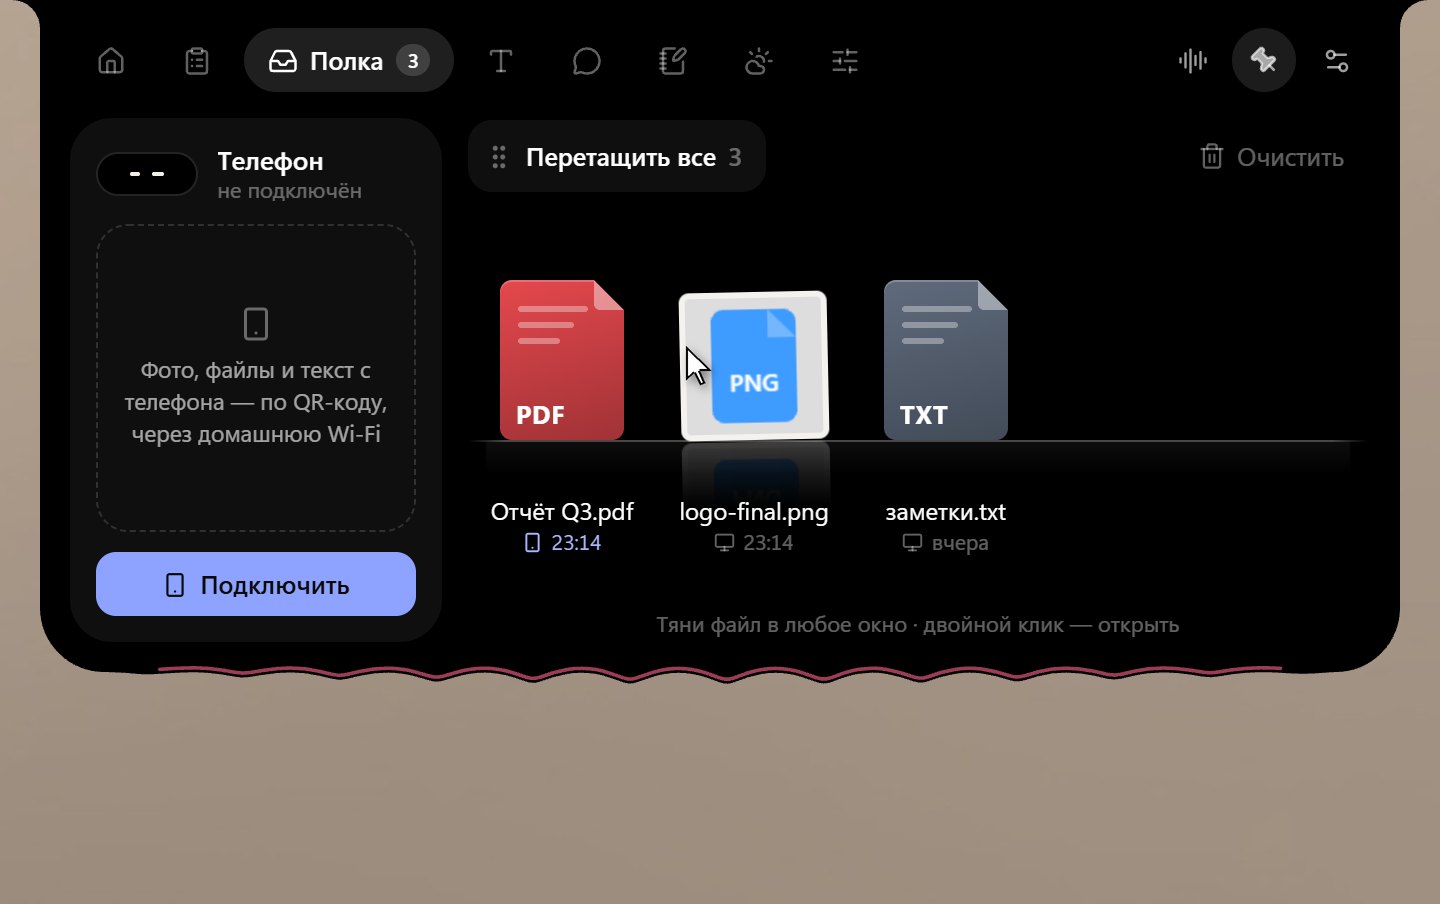 Полка 3
Телефон
не подключён
Фото, файлы и текст с
телефона — по QR-коду,
через домашнюю Wi-Fi
Подключить
Перетащить все 3
Очистить
PDF
PNG
TXT
Отчёт Q3.pdf
23:14
logo-final.png
23:14
заметки.txt
вчера
Тяни файл в любое окно · двойной клик — открыть